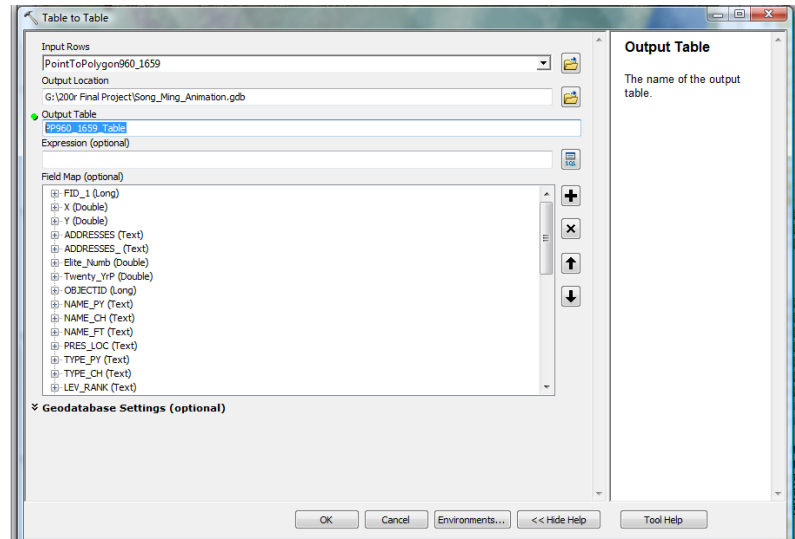 Table to Table
Input Rows
PointToPolygon960_1659
Output Location
G:\200r Final Project\Song_Ming_Animation.gdb
Output Table
PP960_1659_Table
Expression (optional)
SQL
Field Map (optional)
FID_1 (Long)
X (Double)
Y (Double)
ADDRESSES (Text)
ADDRESSES_ (Text)
Elite_Numb (Double)
Twenty_YrP (Double)
OBJECTID (Long)
NAME_PY (Text)
NAME_CH (Text)
NAME_FT (Text)
PRES_LOC (Text)
TYPE_PY (Text)
TYPE_CH (Text)
LEV_RANK (Text)
Geodatabase Settings (optional)
OK Cancel Environments... << Hide Help Tool Help
Output Table
The name of the output
table.